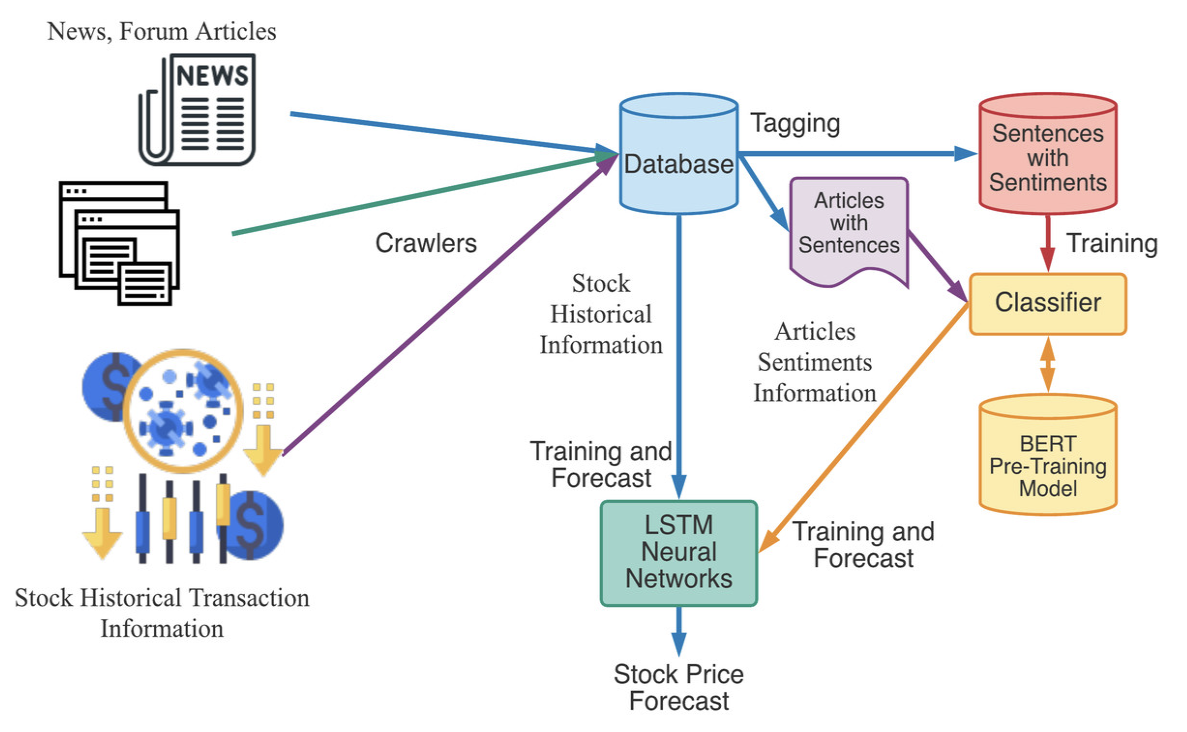 News, Forum Articles
NEWS
Crawlers
Stock Historical Transaction
Information
Database
Tagging
Sentences
with
Sentiments
Articles
with
Sentences
Training
Classifier
BERT
Pre-Training
Model
Stock
Historical
Information
Articles
Sentiments
Information
Training and
Forecast
LSTM
Neural
Networks
Training and
Forecast
Stock Price
Forecast